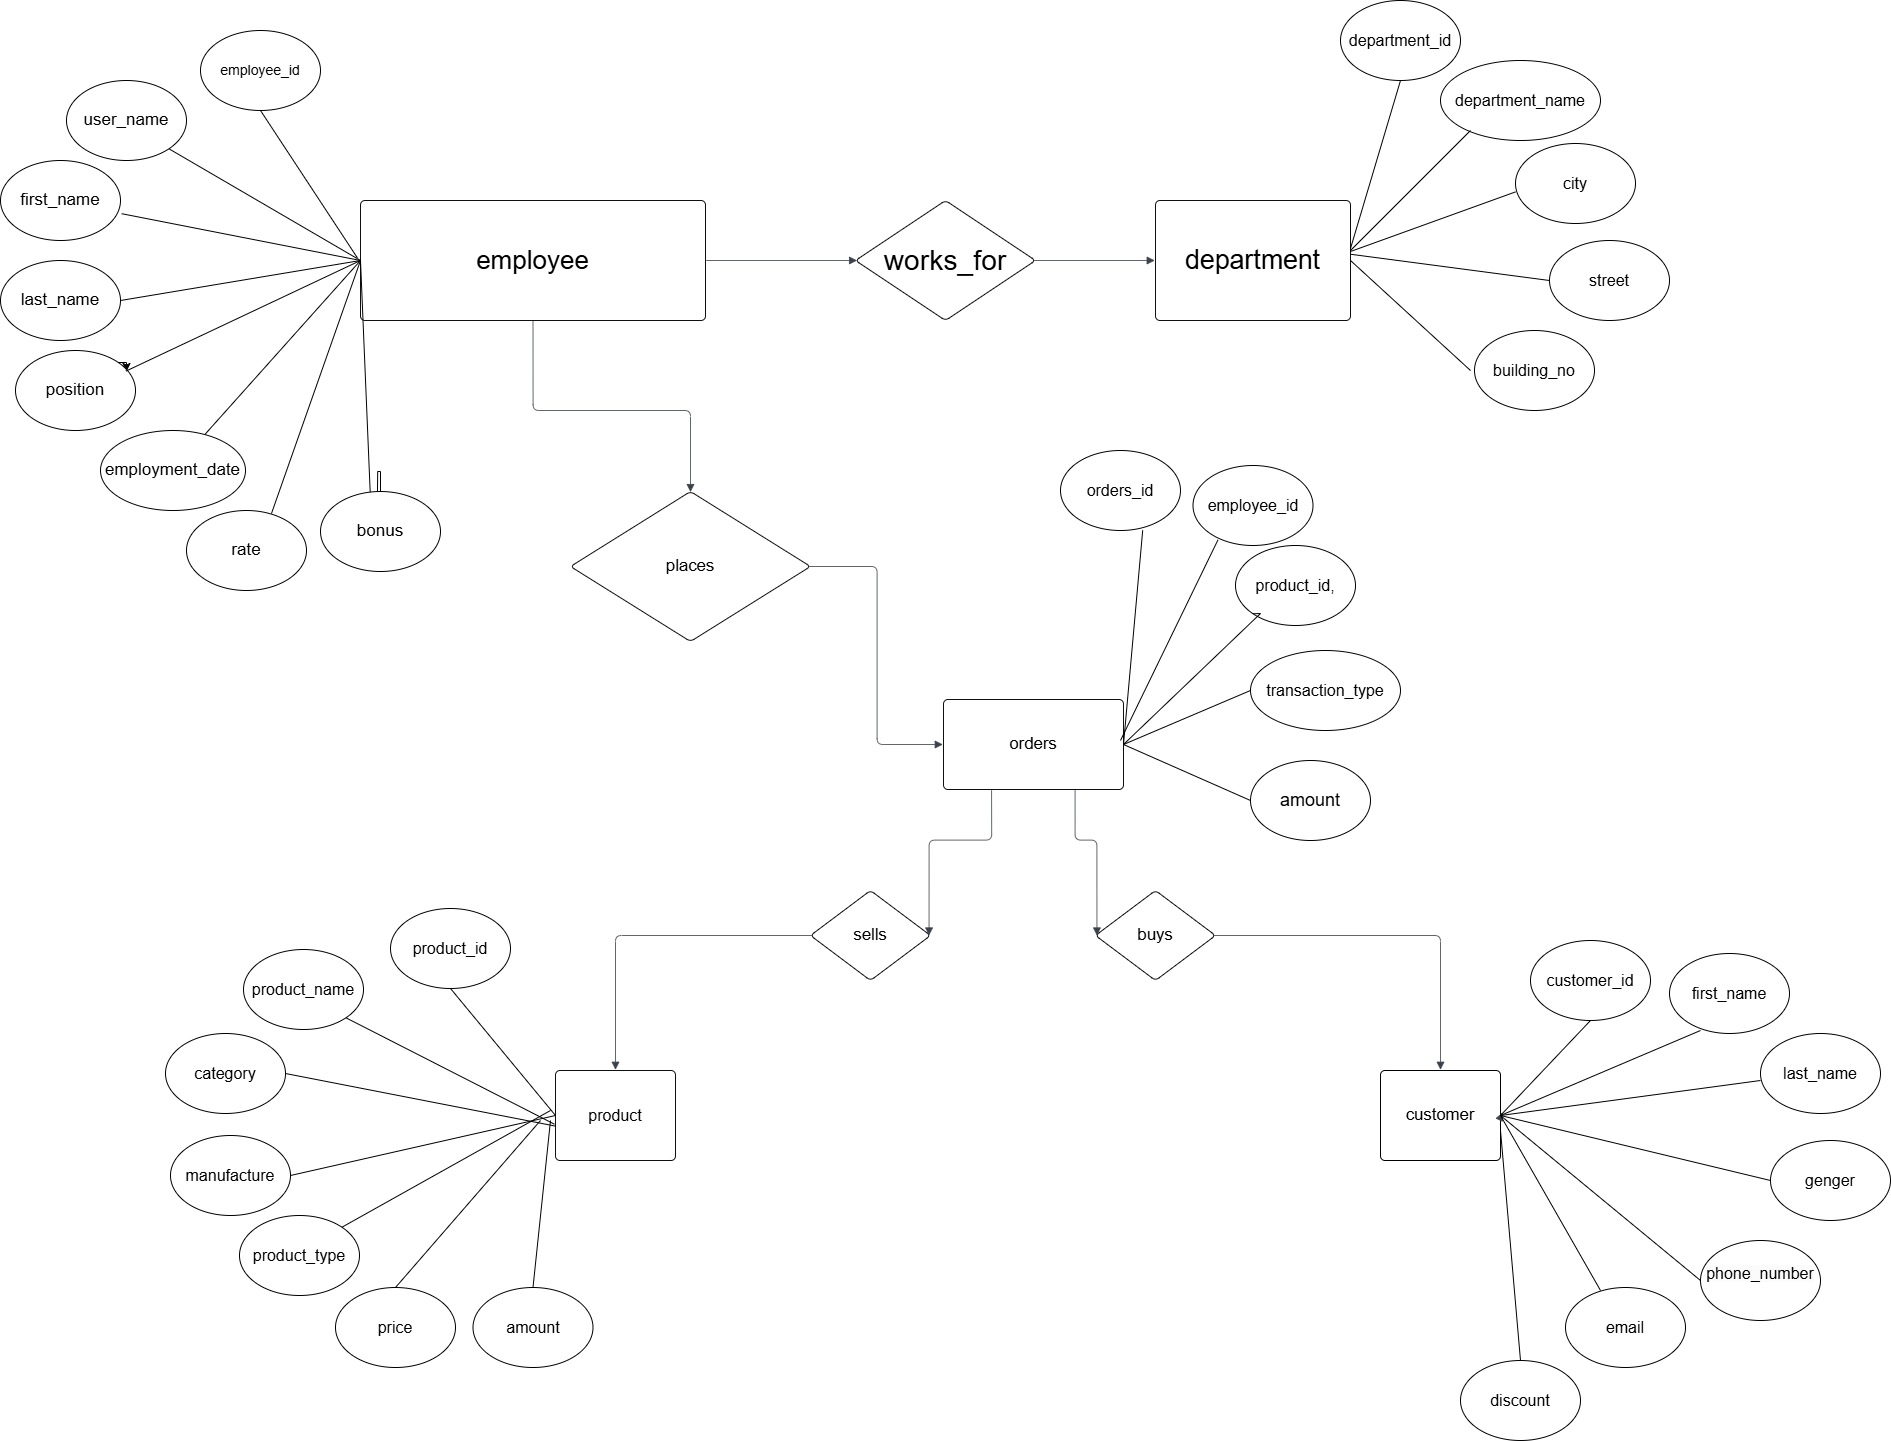 employee_id
user_name
first_name
last_name
position
employment_date
rate
bonus
employee
works_for
department
department_id
department_name
city
street
building_no
places
orders_id
employee_id
product_id,
transaction_type
amount
orders
sells
buys
product_id
product_name
category
manufacture
product_type
price
amount
product
customer
customer_id
first_name
last_name
genger
phone_number
email
discount